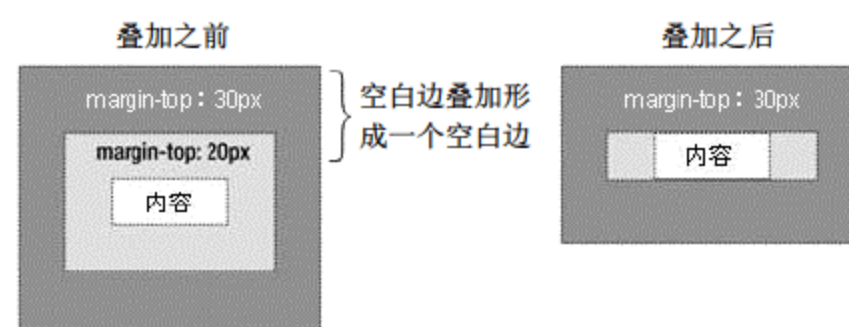 叠加之前
叠加之后
margin-top：30px
空白边叠加形
成一个空白边
margin-top: 20px
内容
margin-top：30px
内容